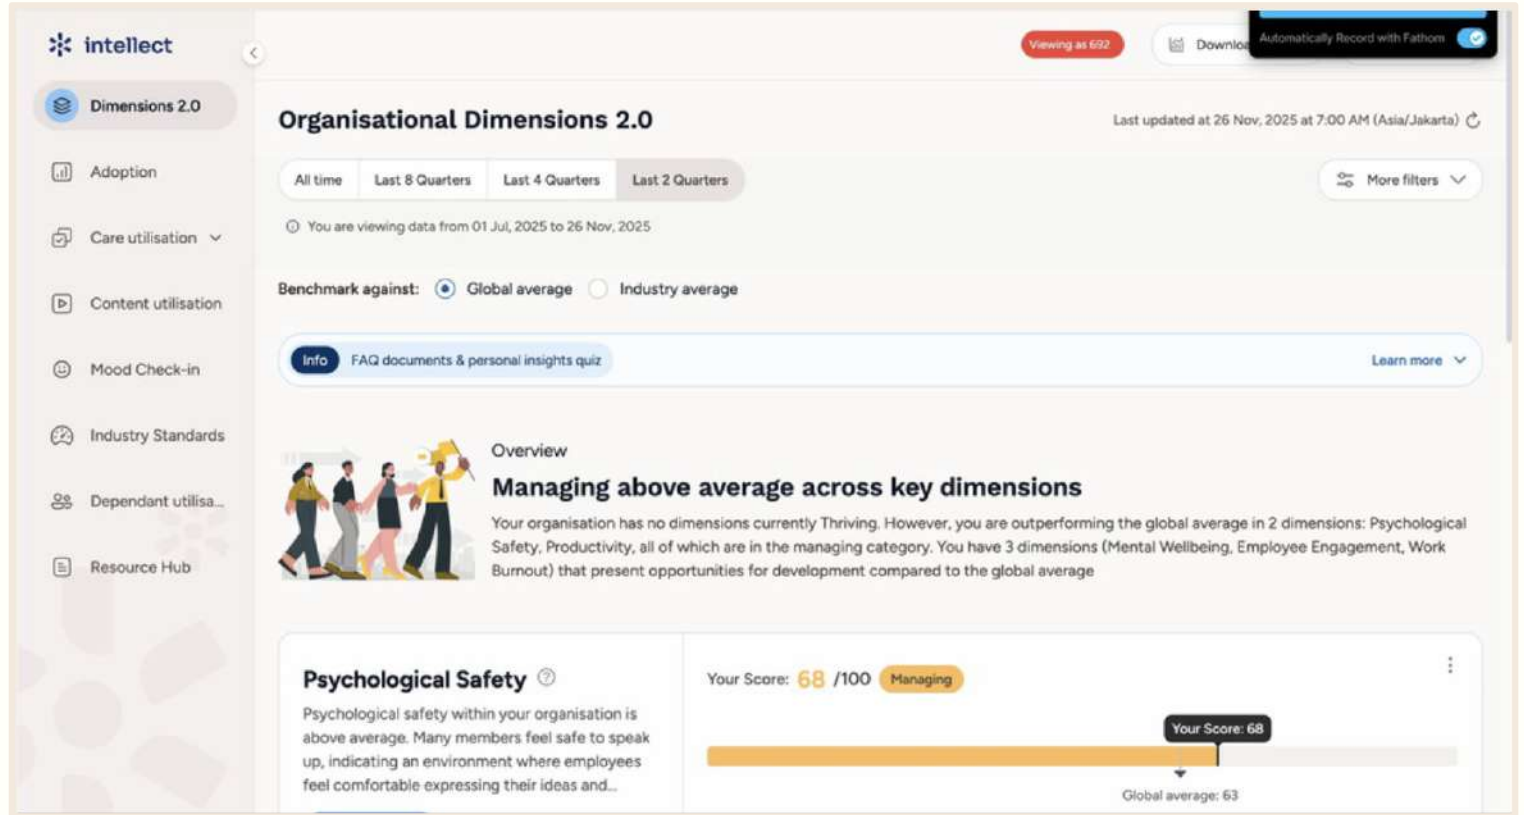 intellect
Viewing as 692
Automatically Record with Fathom
Dimensions 2.0
Adoption
Care utilisation
Content utilisation
Mood Check-in
Industry Standards
Dependant utilisa...
Resource Hub
Organisational Dimensions 2.0
Last updated at 26 Nov, 2025 at 7:00 AM (Asia/Jakarta)
All time
Last 8 Quarters
Last 4 Quarters
Last 2 Quarters
More filters
You are viewing data from 01 Jul, 2025 to 26 Nov, 2025
Benchmark against: Global average Industry average
Info FAQ documents & personal insights quiz
Learn more
Overview
Managing above average across key dimensions
Your organisation has no dimensions currently Thriving. However, you are outperforming the global average in 2 dimensions: Psychological
Safety, Productivity, all of which are in the managing category. You have 3 dimensions (Mental Wellbeing, Employee Engagement, Work
Burnout) that present opportunities for development compared to the global average
Psychological Safety
Psychological safety within your organisation is
above average. Many members feel safe to speak
up, indicating an environment where employees
feel comfortable expressing their ideas and...
Your Score: 68 /100 Managing
Your Score: 68
Global average: 63